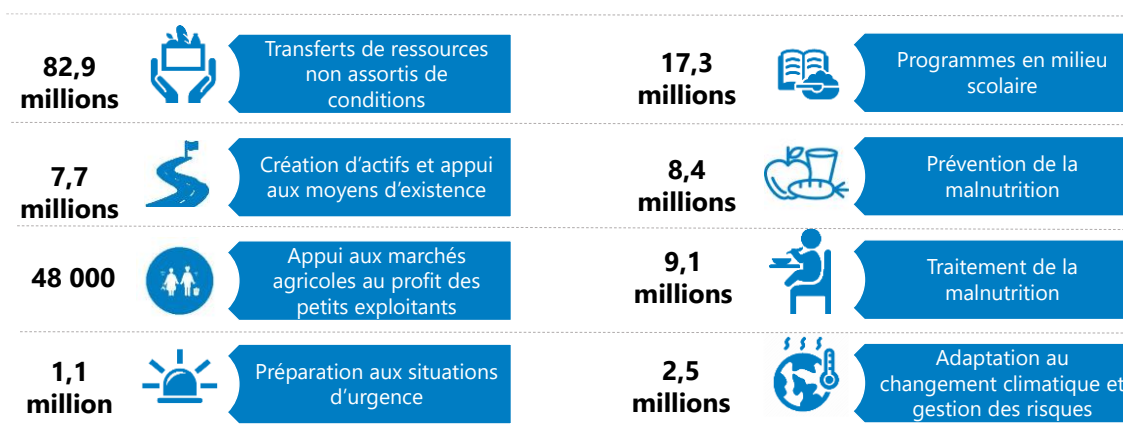 82,9
millions
Transferts de ressources
non assortis de
conditions
17,3
millions
Programmes en milieu
scolaire
7,7
millions
Création d'actifs et appui
aux moyens d'existence
8,4
millions
Prévention de la
malnutrition
48 000
Appui aux marchés
agricoles au profit des
petits exploitants
9,1
millions
Traitement de la
malnutrition
1,1
million
Préparation aux situations
d'urgence
2,5
millions
Adaptation au
changement climatique et
gestion des risques